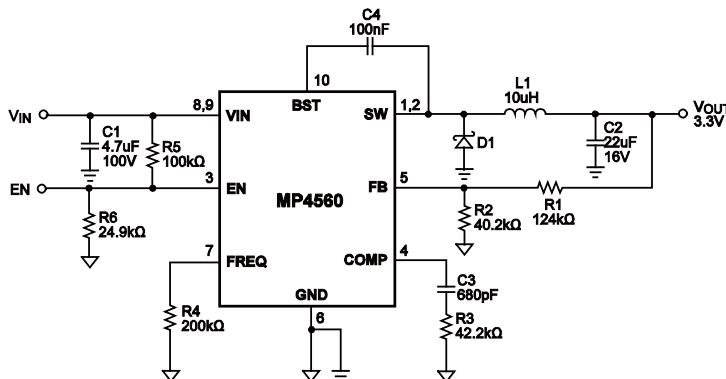 C4
100nF
10
BST
L1
10uH
VIN
8,9
VIN
SW
1,2
VOUT
3.3V
C1
4.7uF
100V
R5
100kΩ
D1
C2
22uF
16V
EN
3
EN
MP4560
FB
5
R6
24.9kΩ
R2
40.2kΩ
R1
124kΩ
7
FREQ
COMP
4
R4
200kΩ
GND
6
C3
680pF
R3
42.2kΩ